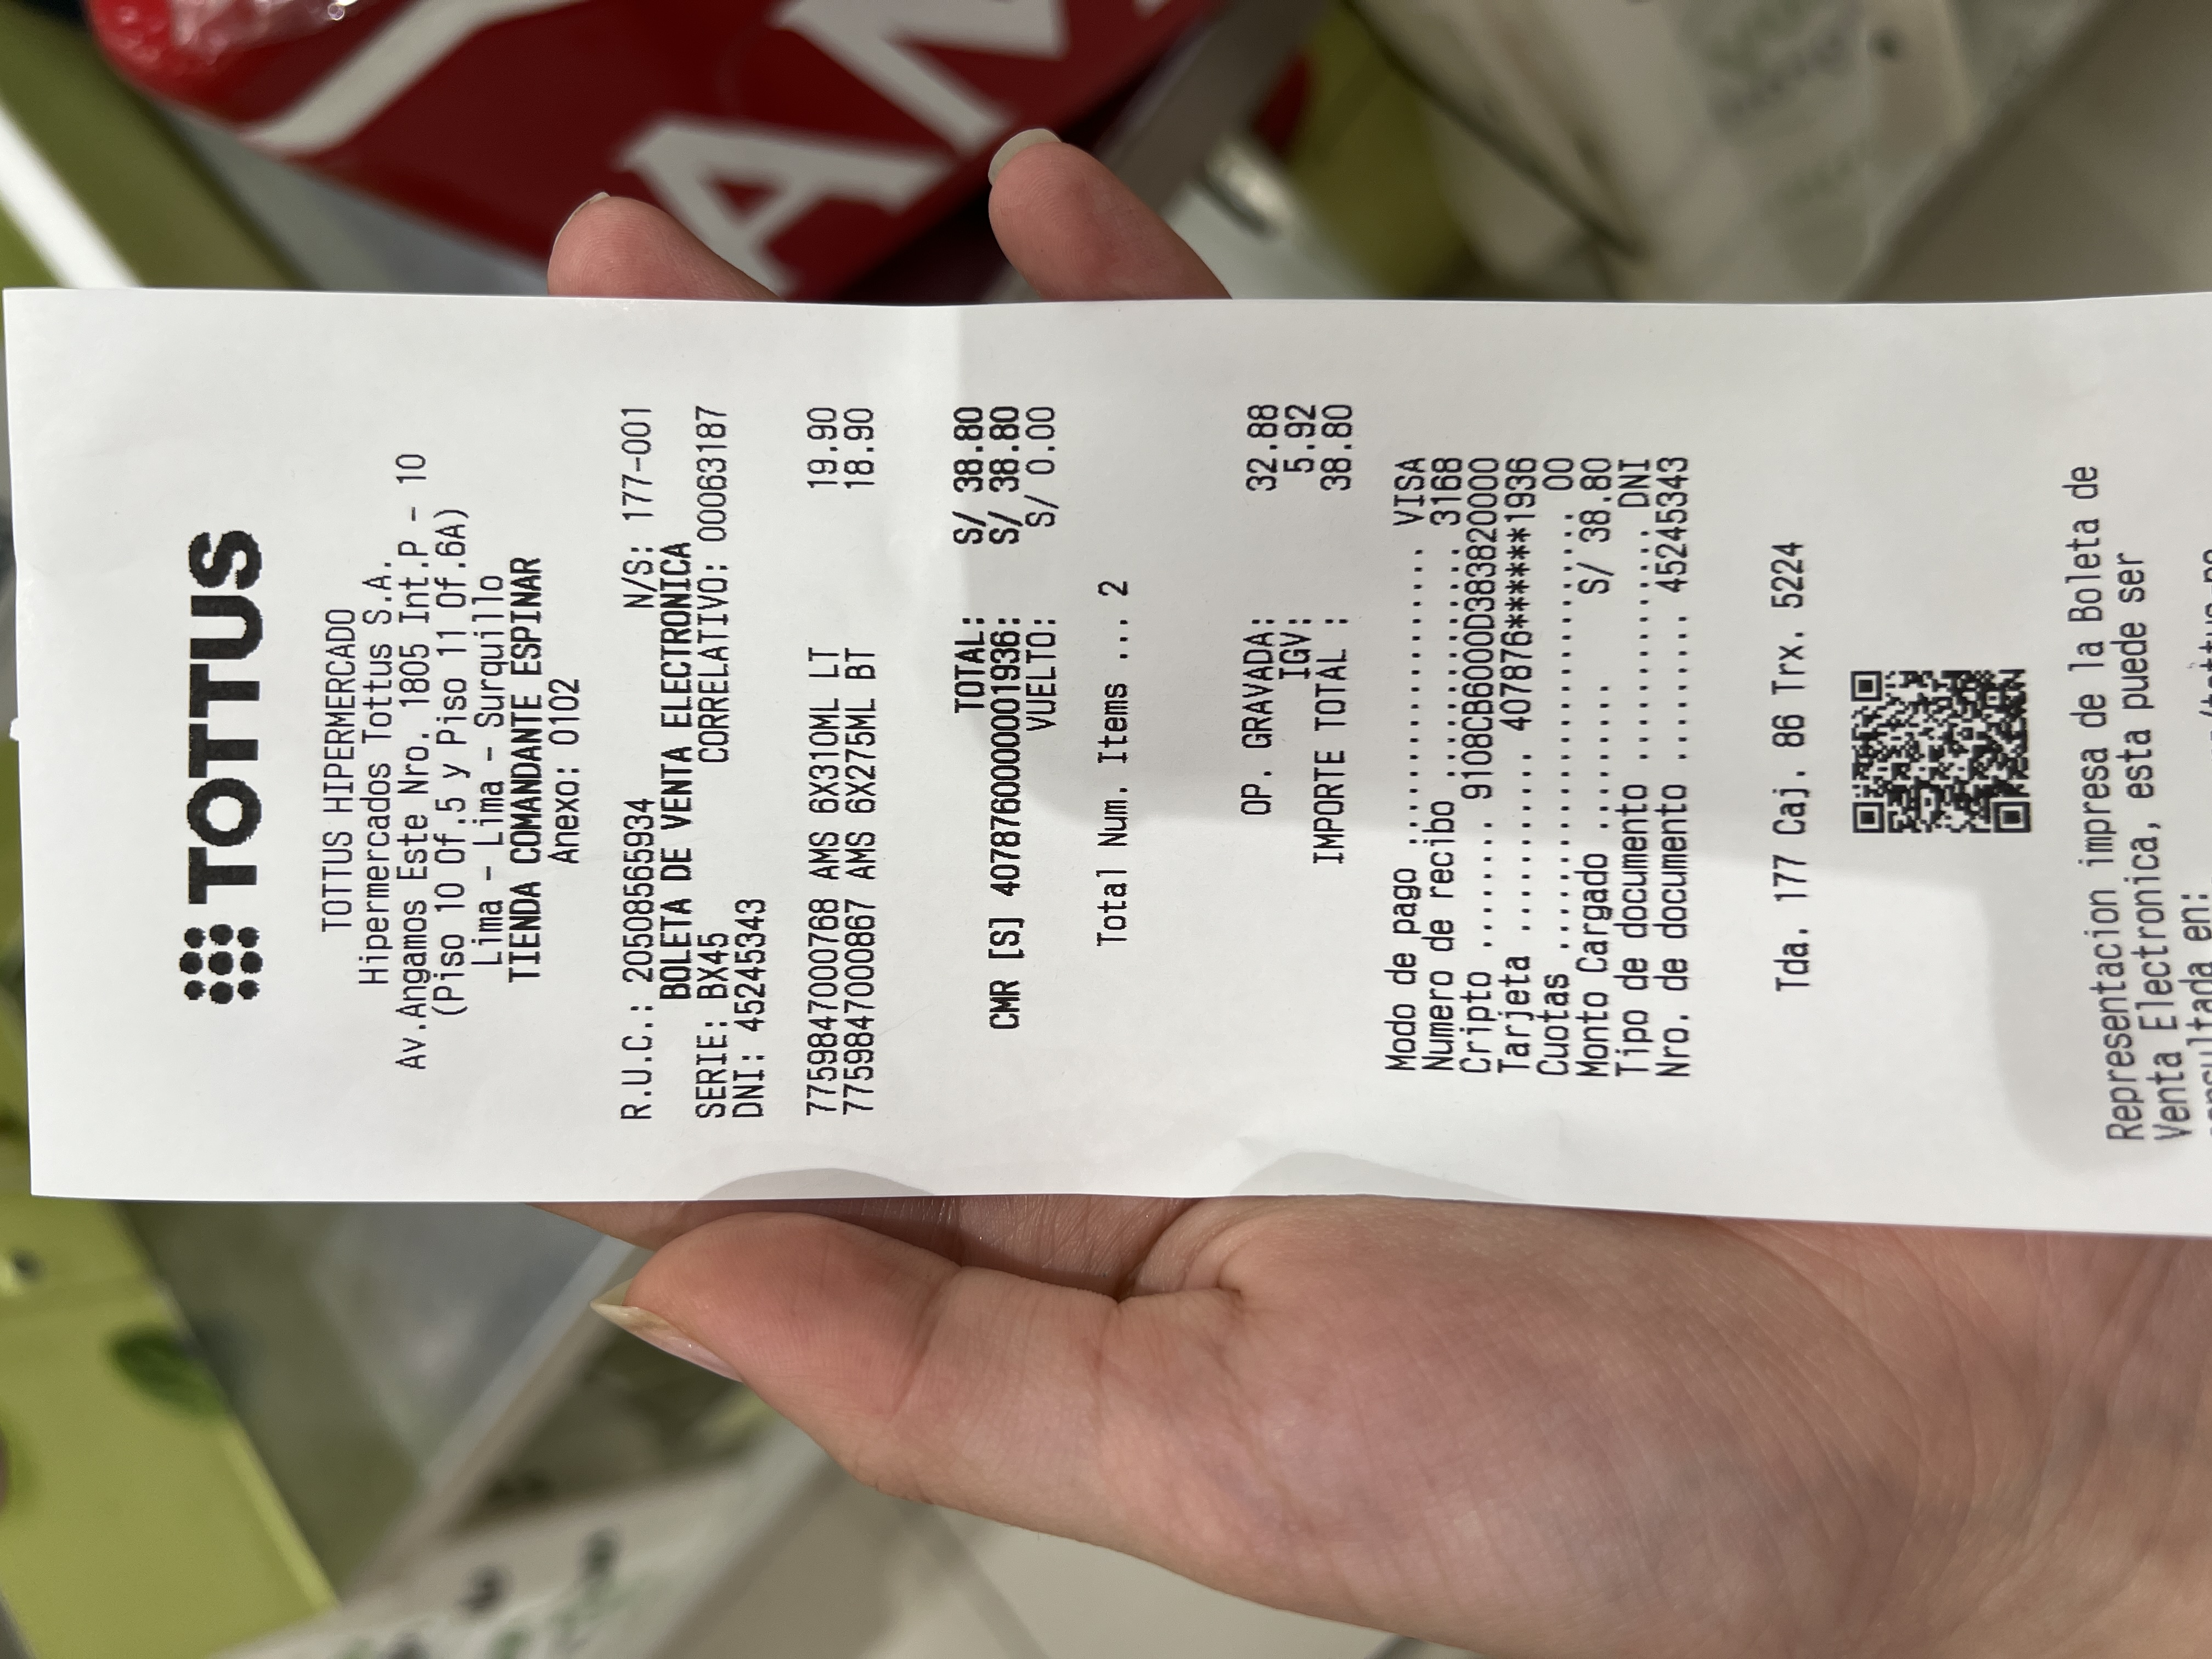 TOTTUS
TOTTUS HIPERMERCADO
Hipermercados Tottus S.A.
Av.Angamos Este Nro. 1805 Int.P - 10
(Piso 10 Of.5 y Piso 11 Of.6A)
Lima - Lima - Surquillo
TIENDA COMANDANTE ESPINAR
Anexo: 0102
R.U.C.: 20508565934 N/S: 177-001
BOLETA DE VENTA ELECTRONICA
SERIE: BX45 CORRELATIVO: 00063187
DNI: 45245343
7759847000768 AMS 6X310ML LT 19.90
7759847000867 AMS 6X275ML BT 18.90
TOTAL: S/ 38.80
CMR [S] 4078760000001936: S/ 38.80
VUELTO: S/ 0.00
Total Num. Items ... 2
OP. GRAVADA: 32.88
IGV: 5.92
IMPORTE TOTAL : 38.80
Modo de pago .................. VISA
Numero de recibo .............. 3168
Cripto ........ 9108CB6000D383820000
Tarjeta ........... 407876******1936
Cuotas .......................... 00
Monto Cargado ......... S/ 38.80
Tipo de documento .............. DNI
Nro. de documento ......... 45245343
Tda. 177 Caj. 86 Trx. 5224
Representacion impresa de la Boleta de
Venta Electronica, esta puede ser
consultada en: